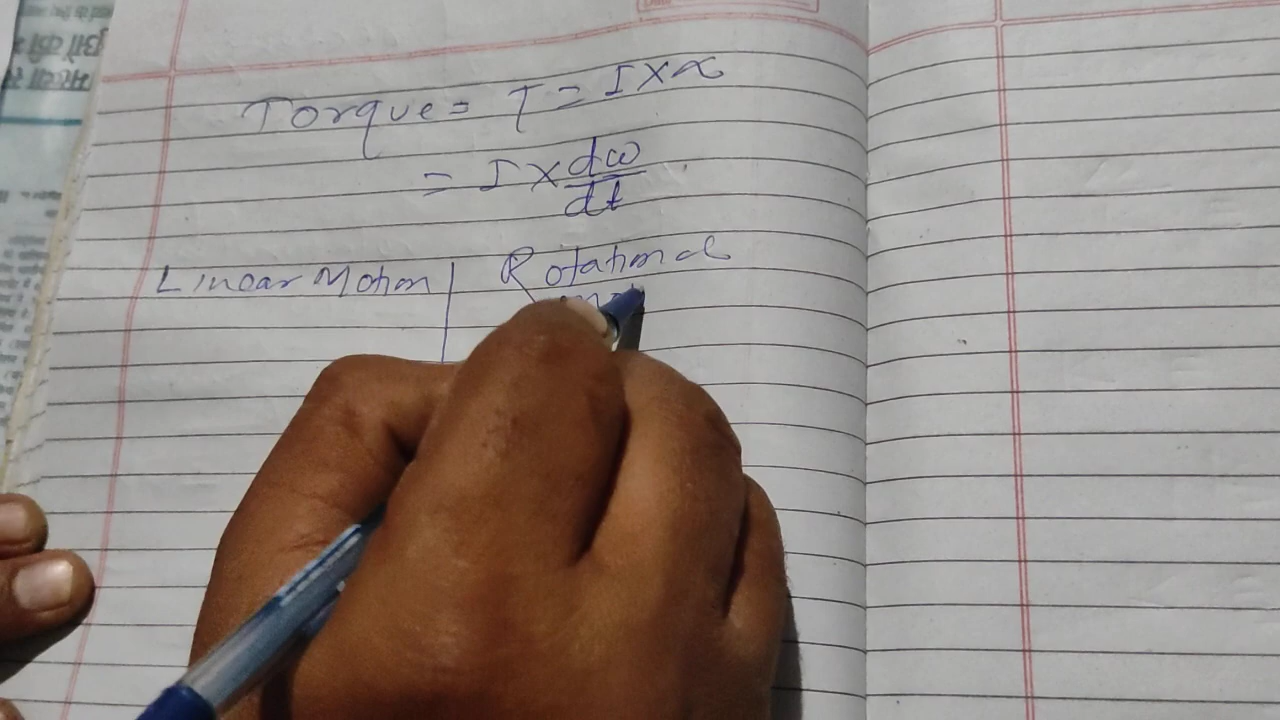 Torque = T = I × α
= I × dω/dt
Linear Motion | Rotational